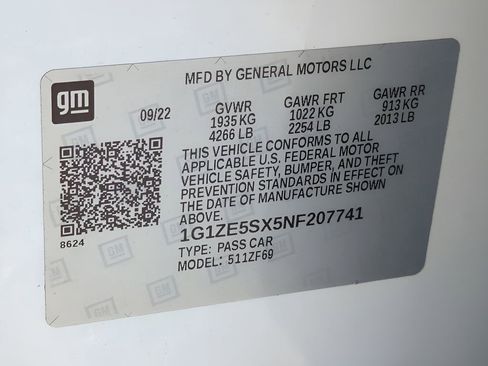 MFD BY GENERAL MOTORS LLC
gm
09/22 GVWR GAWR FRT GAWR RR
1935 KG 1022 KG 913 KG
4266 LB 2254 LB 2013 LB
THIS VEHICLE CONFORMS TO ALL
APPLICABLE U.S. FEDERAL MOTOR
VEHICLE SAFETY, BUMPER, AND THEFT
PREVENTION STANDARDS IN EFFECT ON
THE DATE OF MANUFACTURE SHOWN
ABOVE.
8624
1G1ZE5SX5NF207741
TYPE: PASS CAR
MODEL: 511ZF69